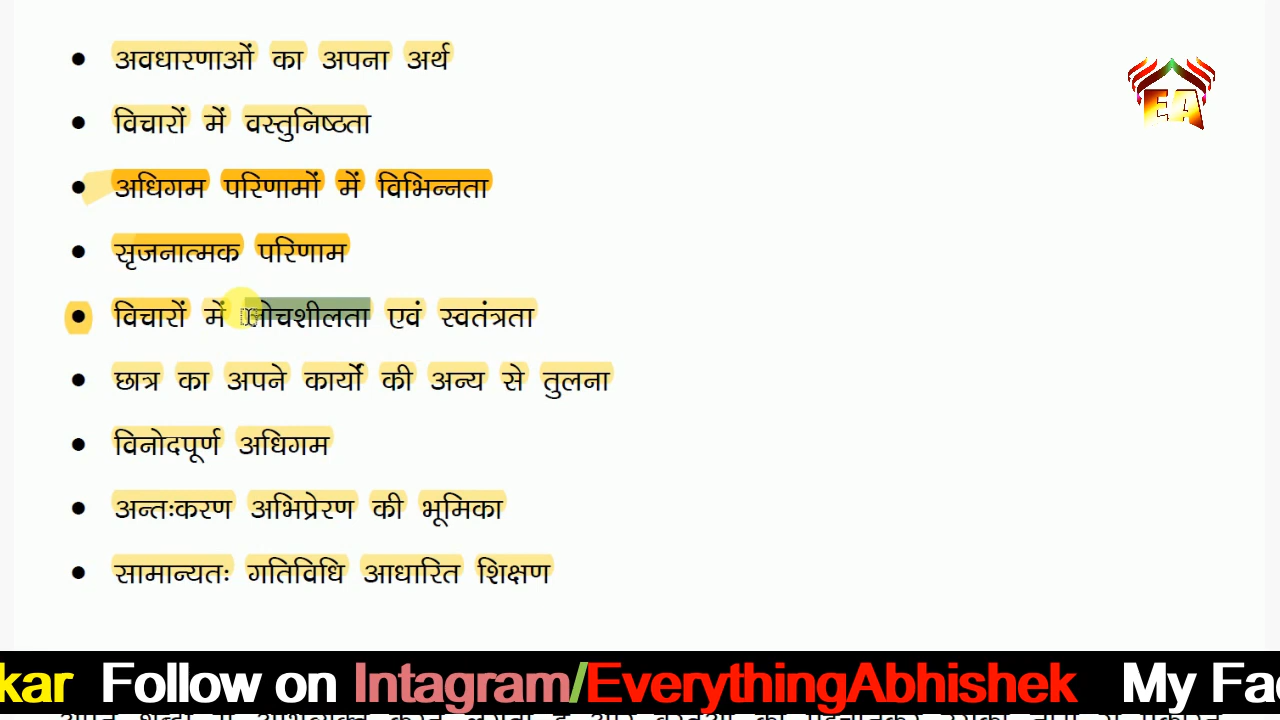 • अवधारणाओं का अपना अर्थ
EA
• विचारों में वस्तुनिष्ठता
• अधिगम परिणामों में विभिन्नता
• सृजनात्मक परिणाम
• विचारों में लोचशीलता एवं स्वतंत्रता
• छात्र का अपने कार्यों की अन्य से तुलना
• विनोदपूर्ण अधिगम
• अन्तःकरण अभिप्रेरण की भूमिका
• सामान्यतः गतिविधि आधारित शिक्षण
kar Follow on Intagram/EverythingAbhishek My Fac